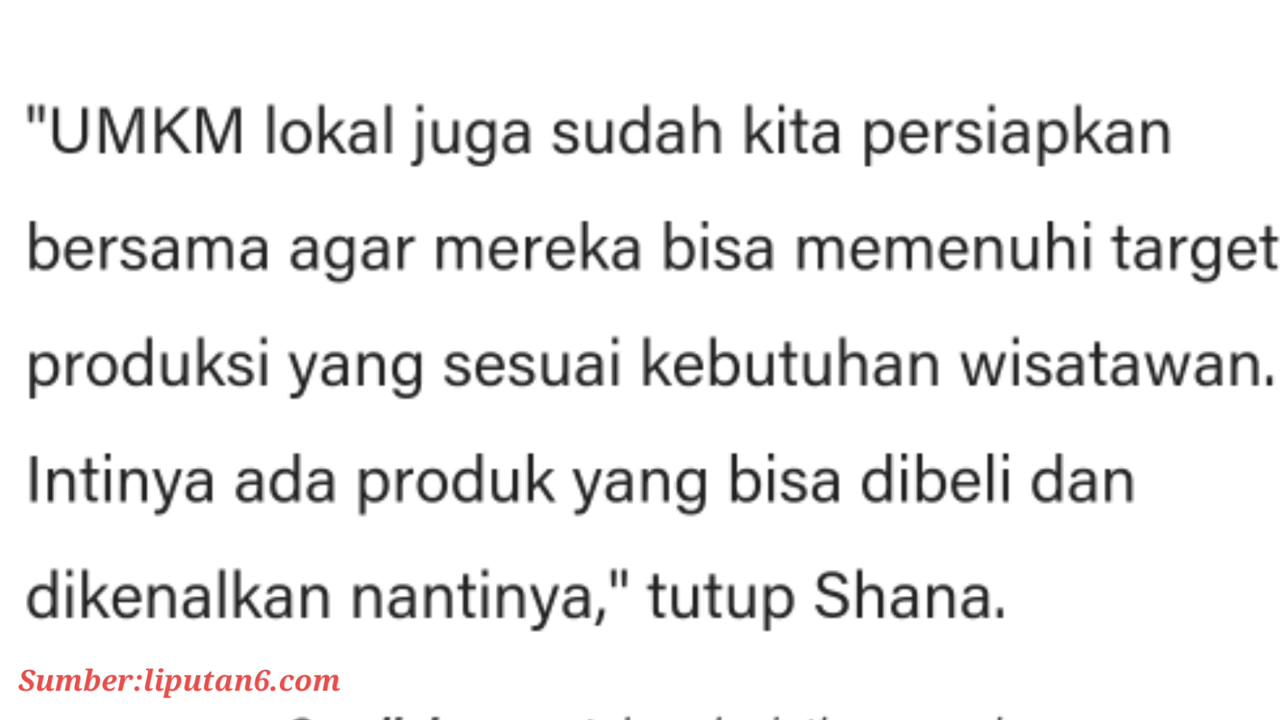 "UMKM lokal juga sudah kita persiapkan
bersama agar mereka bisa memenuhi target
produksi yang sesuai kebutuhan wisatawan.
Intinya ada produk yang bisa dibeli dan
dikenalkan nantinya," tutup Shana.
Sumber:liputan6.com